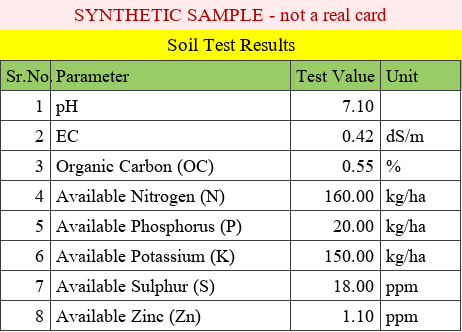 SYNTHETIC SAMPLE - not a real card
Soil Test Results
Sr.No. Parameter Test Value Unit
1 pH 7.10
2 EC 0.42 dS/m
3 Organic Carbon (OC) 0.55 %
4 Available Nitrogen (N) 160.00 kg/ha
5 Available Phosphorus (P) 20.00 kg/ha
6 Available Potassium (K) 150.00 kg/ha
7 Available Sulphur (S) 18.00 ppm
8 Available Zinc (Zn) 1.10 ppm